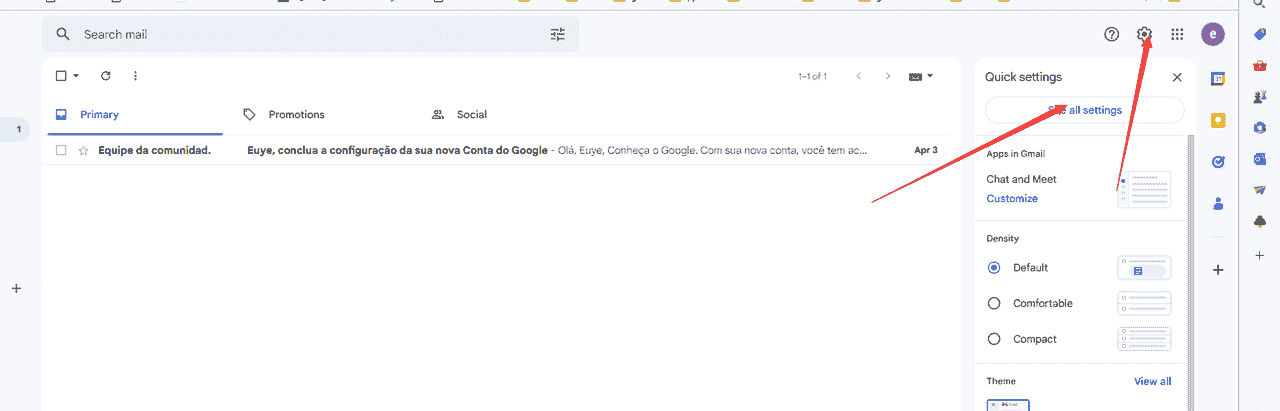 Search mail
e
1–1 of 1
Quick settings
See all settings
Primary
Promotions
Social
1
Equipe da comunidad.
Euye, conclua a configuração da sua nova Conta do Google - Olá, Euye, Conheça o Google. Com sua nova conta, você tem ac...
Apr 3
Apps in Gmail
Chat and Meet
Customize
Density
Default
Comfortable
Compact
Theme
View all
31